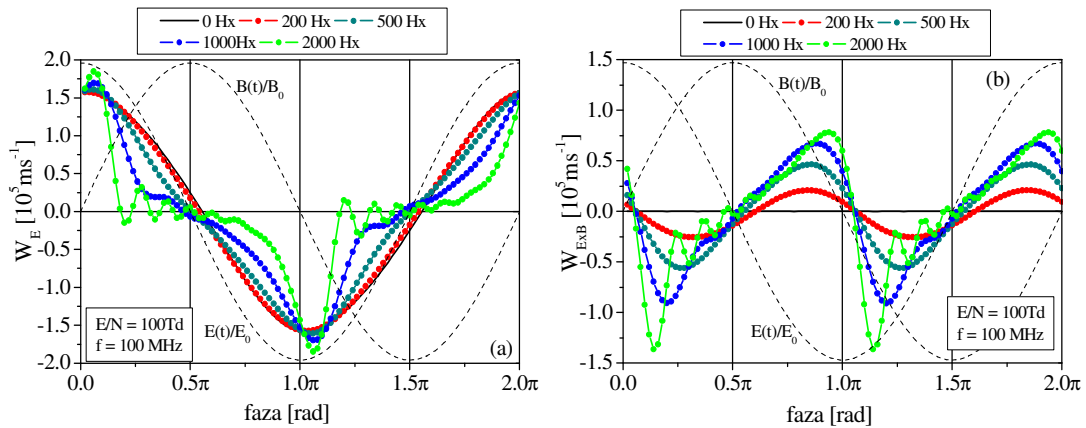 0 Hx 200 Hx 500 Hx
1000Hx 2000 Hx
2.0
1.5
1.0
0.5
0.0
-0.5
-1.0
-1.5
-2.0
W_E [10^5ms^-1]
B(t)/B_0
E(t)/E_0
E/N = 100Td
f = 100 MHz
(a)
0.0 0.5π 1.0π 1.5π 2.0π
faza [rad]
0 Hx 200 Hx 500 Hx
1000 Hx 2000 Hx
1.5
1.0
0.5
0.0
-0.5
-1.0
-1.5
W_ExB [10^5ms^-1]
B(t)/B_0
(b)
E(t)/E_0
E/N = 100Td
f = 100 MHz
0.0 0.5π 1.0π 1.5π 2.0π
faza [rad]